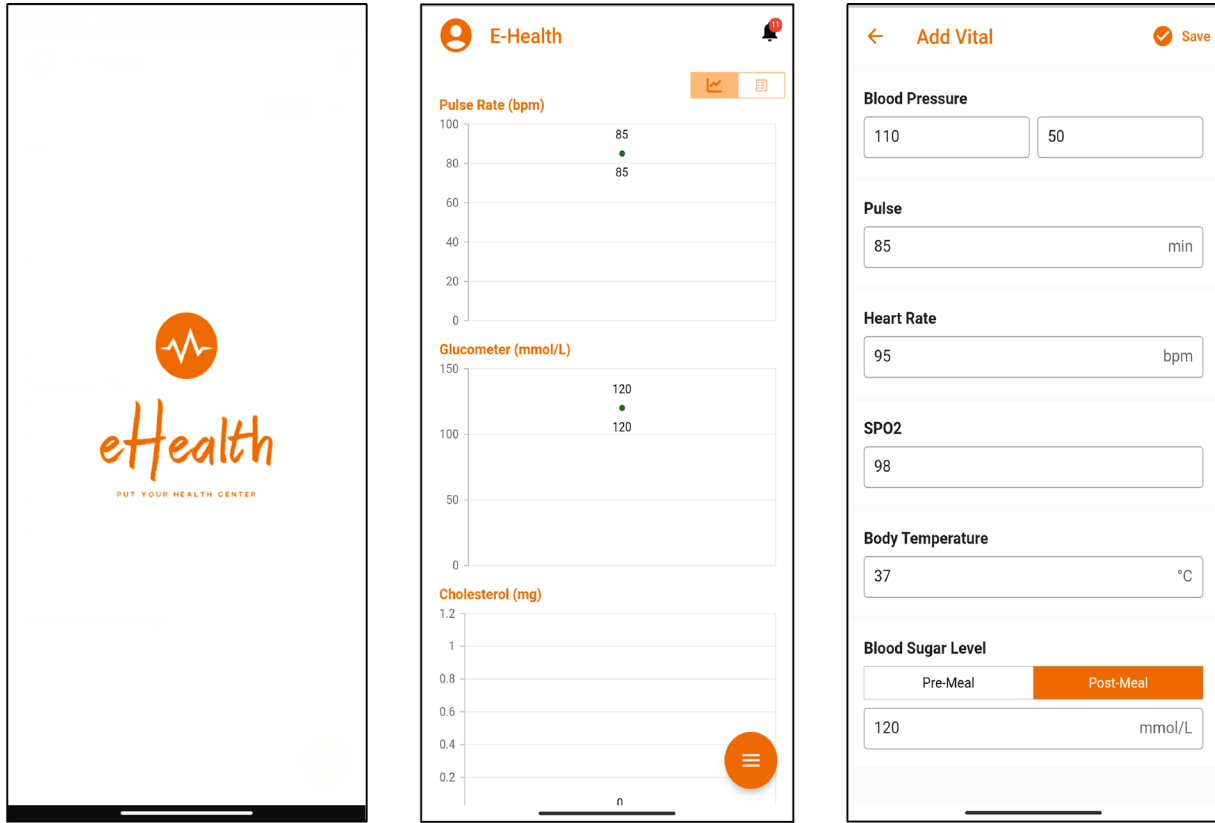 eHealth
PUT YOUR HEALTH CENTER
E-Health
11
Pulse Rate (bpm)
100
80
60
40
20
0
85
85
Glucometer (mmol/L)
150
100
50
0
120
120
Cholesterol (mg)
1.2
1
0.8
0.6
0.4
0.2
0
Add Vital
Save
Blood Pressure
110 50
Pulse
85 min
Heart Rate
95 bpm
SPO2
98
Body Temperature
37 °C
Blood Sugar Level
Pre-Meal Post-Meal
120 mmol/L